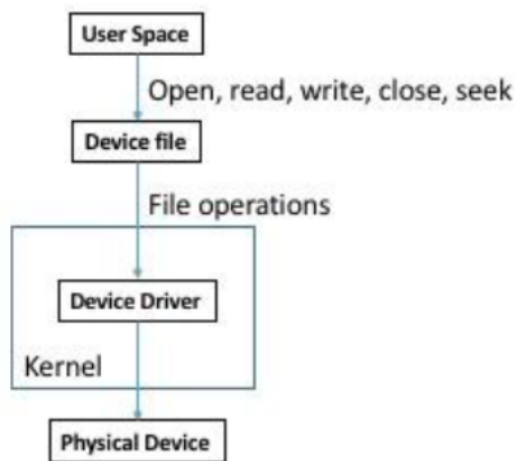 User Space
Open, read, write, close, seek
Device file
File operations
Device Driver
Kernel
Physical Device